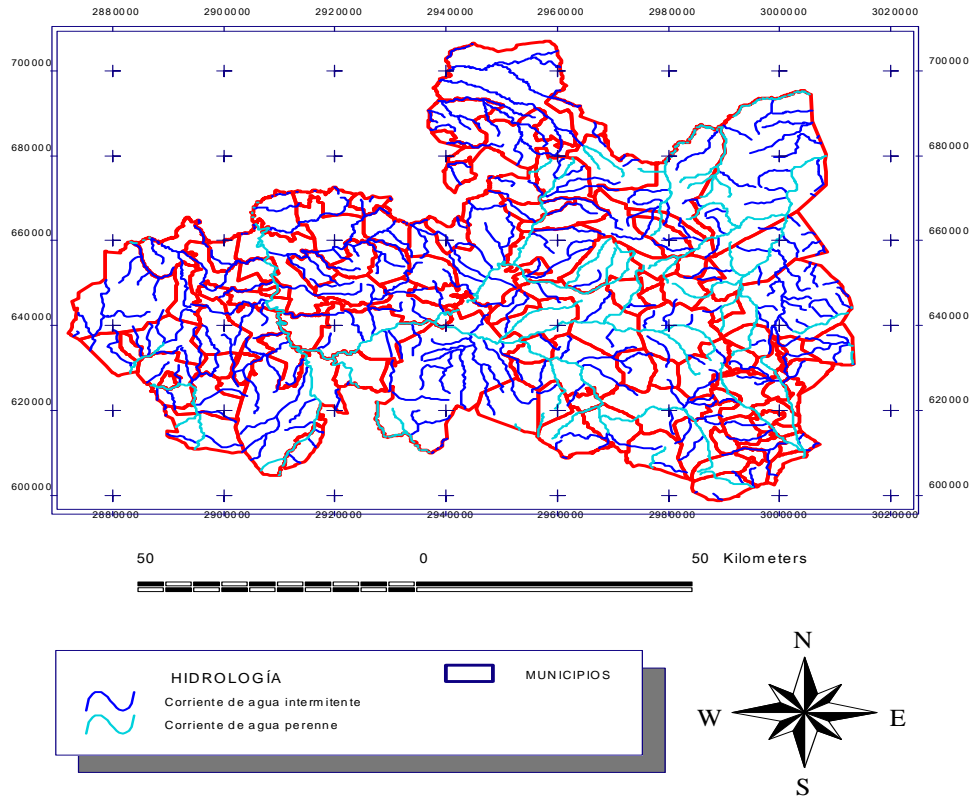 2880000 2900000 2920000 2940000 2960000 2980000 3000000 3020000
700000 700000
680000 680000
660000 660000
640000 640000
620000 620000
600000 600000
2880000 2900000 2920000 2940000 2960000 2980000 3000000 3020000
50 0 50 Kilometers
HIDROLOGÍA
MUNICIPIOS
Corriente de agua intermitente
Corriente de agua perenne
N
W E
S